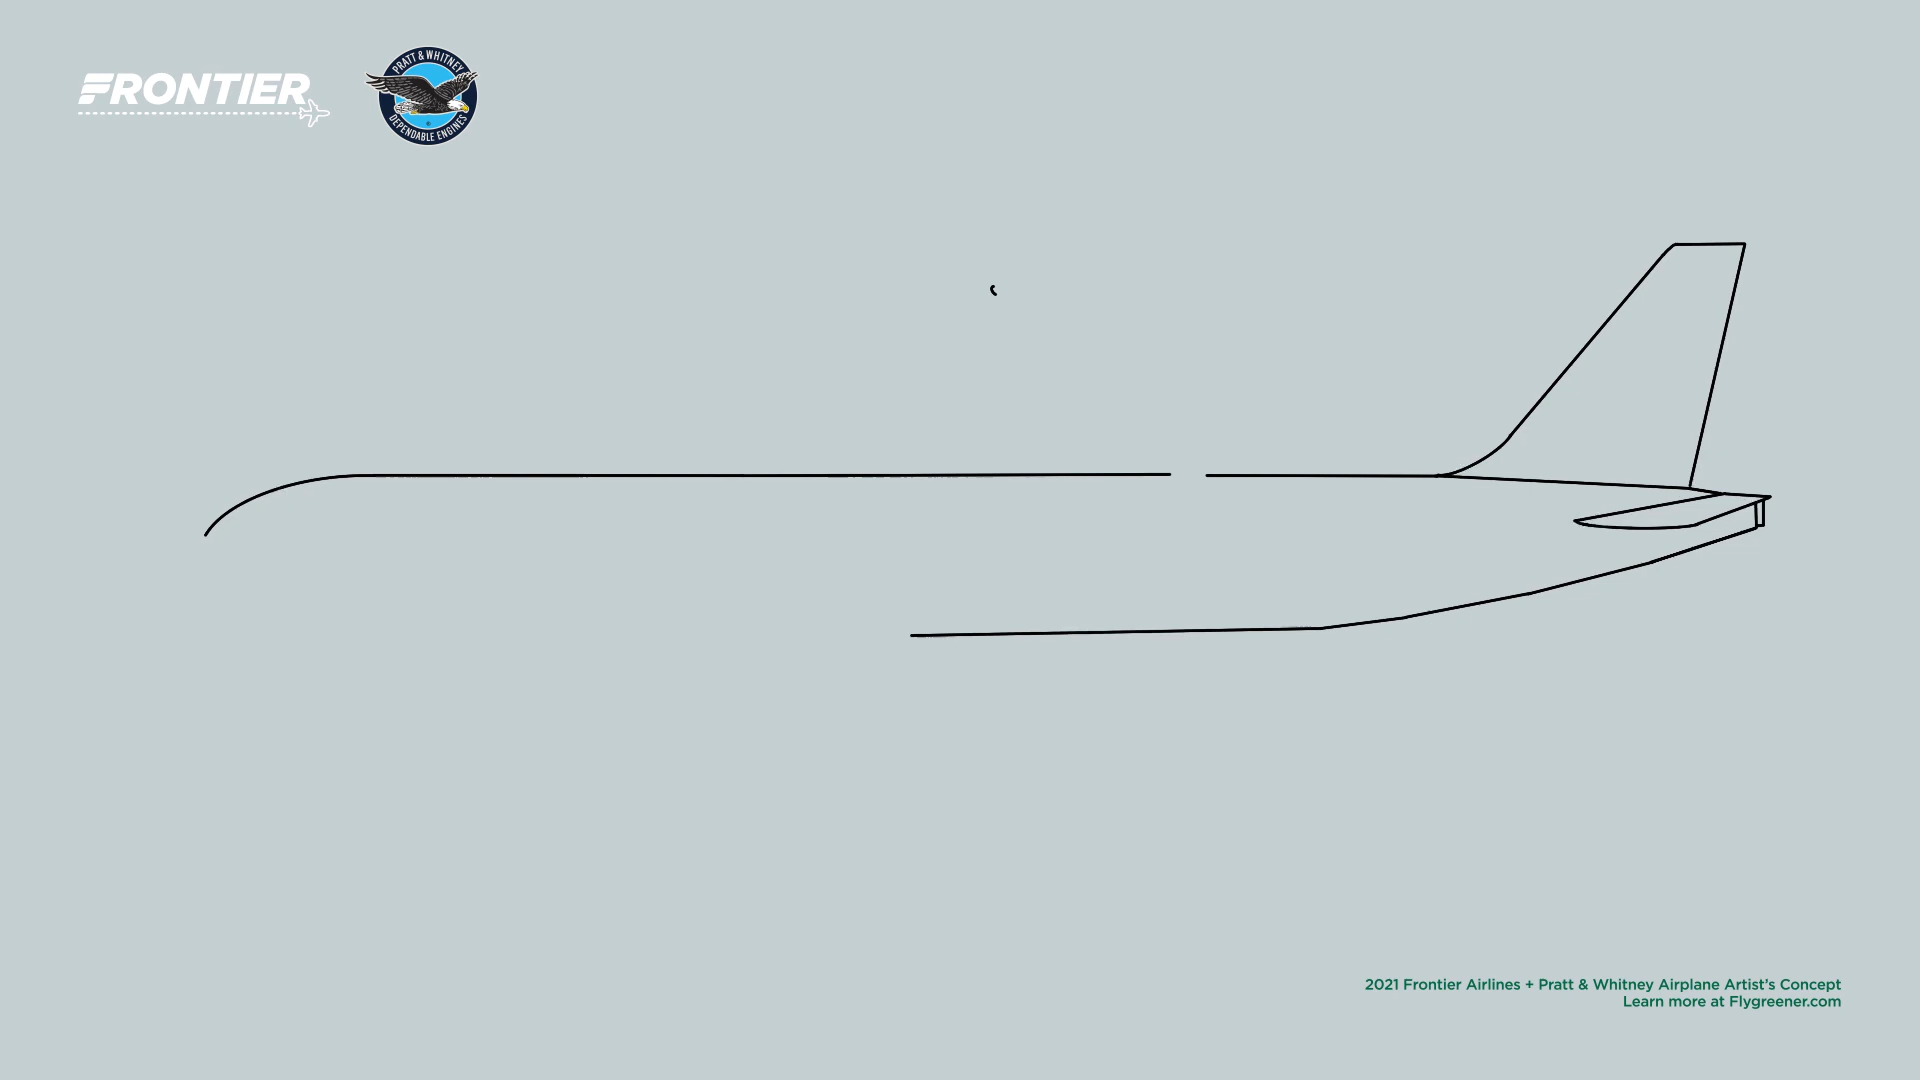 FRONTIER
PRATT & WHITNEY
DEPENDABLE ENGINES
2021 Frontier Airlines + Pratt & Whitney Airplane Artist's Concept
Learn more at Flygreener.com